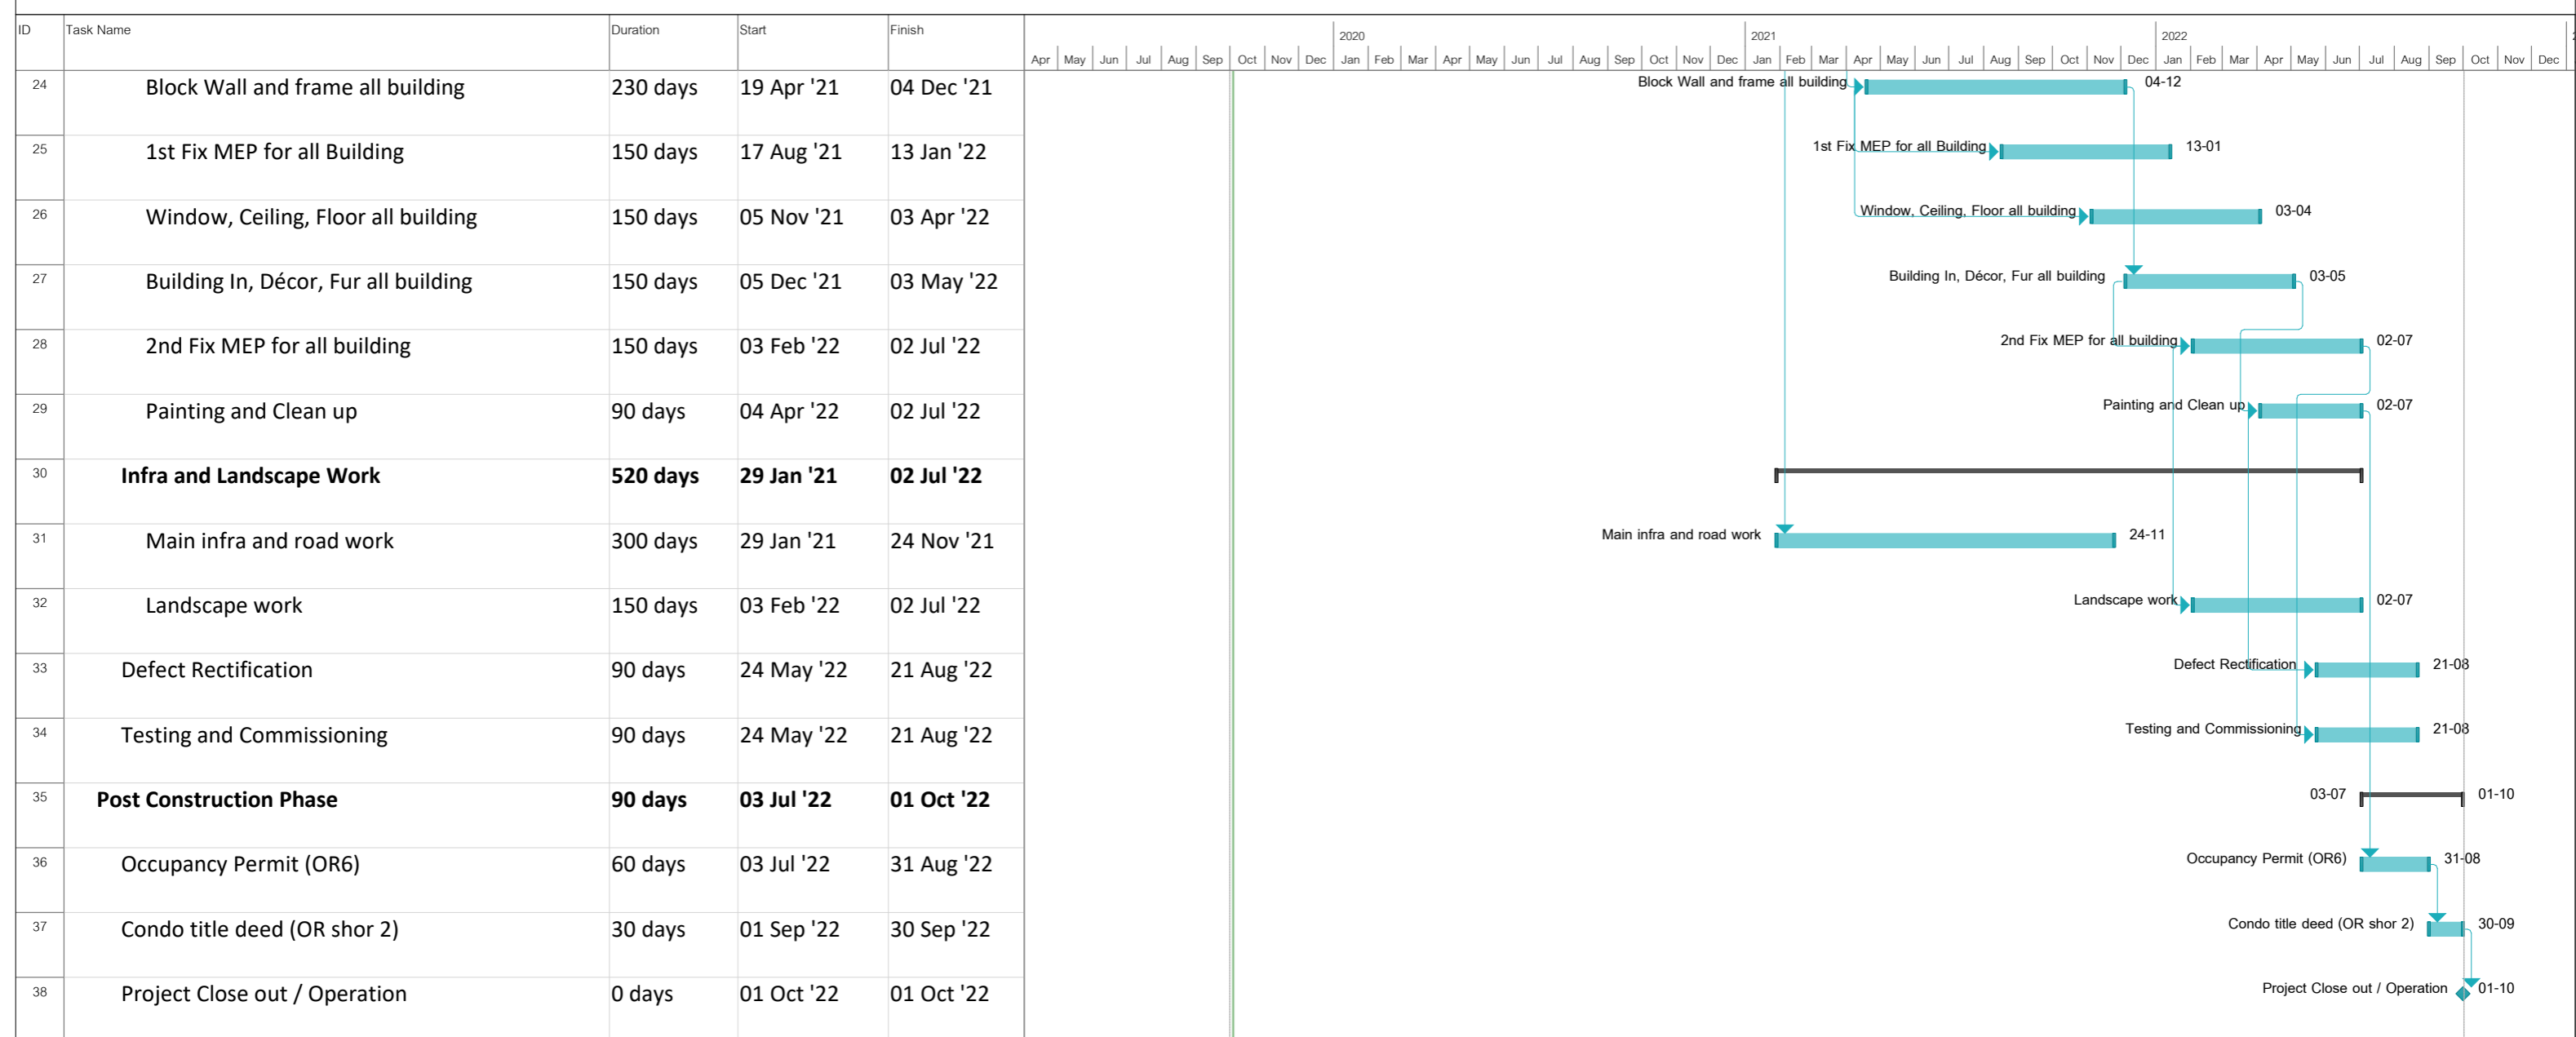 ID Task Name Duration Start Finish
2020 2021 2022
Apr May Jun Jul Aug Sep Oct Nov Dec Jan Feb Mar Apr May Jun Jul Aug Sep Oct Nov Dec Jan Feb Mar Apr May Jun Jul Aug Sep Oct Nov Dec Jan Feb Mar Apr May Jun Jul Aug Sep Oct Nov Dec
24 Block Wall and frame all building 230 days 19 Apr '21 04 Dec '21 Block Wall and frame all building 04-12
25 1st Fix MEP for all Building 150 days 17 Aug '21 13 Jan '22 1st Fix MEP for all Building 13-01
26 Window, Ceiling, Floor all building 150 days 05 Nov '21 03 Apr '22 Window, Ceiling, Floor all building 03-04
27 Building In, Décor, Fur all building 150 days 05 Dec '21 03 May '22 Building In, Décor, Fur all building 03-05
28 2nd Fix MEP for all building 150 days 03 Feb '22 02 Jul '22 2nd Fix MEP for all building 02-07
29 Painting and Clean up 90 days 04 Apr '22 02 Jul '22 Painting and Clean up 02-07
30 Infra and Landscape Work 520 days 29 Jan '21 02 Jul '22
31 Main infra and road work 300 days 29 Jan '21 24 Nov '21 Main infra and road work 24-11
32 Landscape work 150 days 03 Feb '22 02 Jul '22 Landscape work 02-07
33 Defect Rectification 90 days 24 May '22 21 Aug '22 Defect Rectification 21-08
34 Testing and Commissioning 90 days 24 May '22 21 Aug '22 Testing and Commissioning 21-08
35 Post Construction Phase 90 days 03 Jul '22 01 Oct '22 03-07 01-10
36 Occupancy Permit (OR6) 60 days 03 Jul '22 31 Aug '22 Occupancy Permit (OR6) 31-08
37 Condo title deed (OR shor 2) 30 days 01 Sep '22 30 Sep '22 Condo title deed (OR shor 2) 30-09
38 Project Close out / Operation 0 days 01 Oct '22 01 Oct '22 Project Close out / Operation 01-10